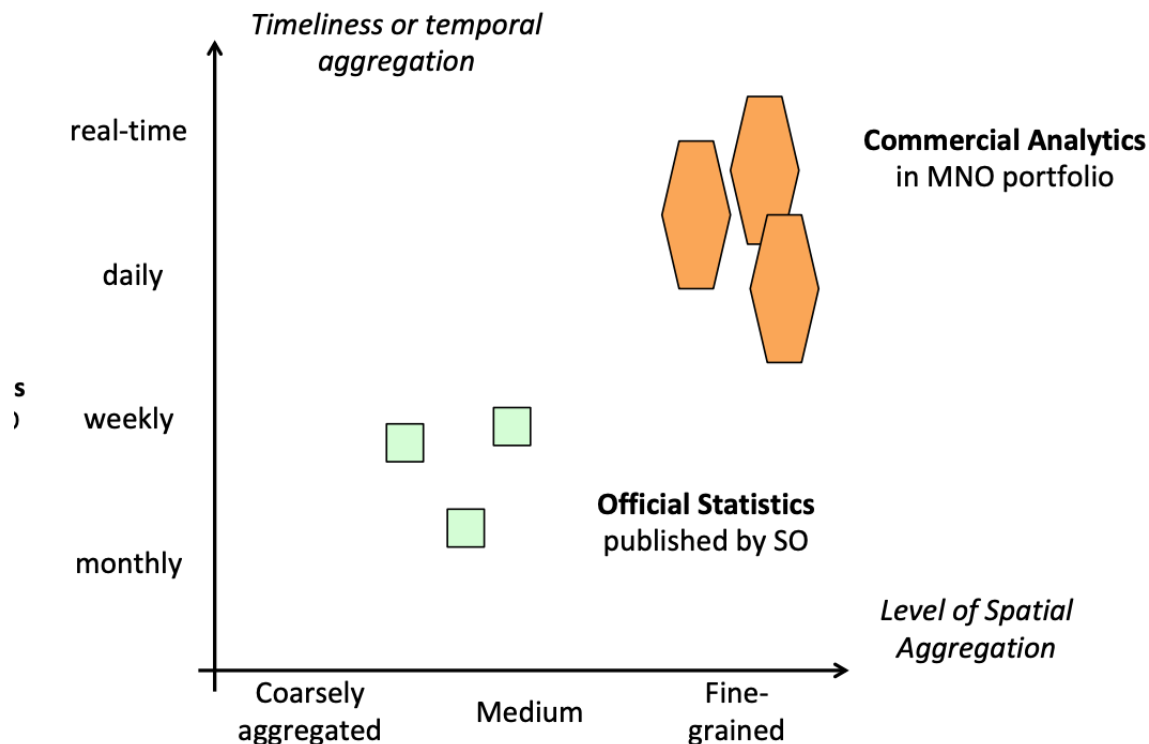 Timeliness or temporal
aggregation
real-time
Commercial Analytics
in MNO portfolio
daily
s
weekly
Official Statistics
published by SO
monthly
Level of Spatial
Aggregation
Coarsely
aggregated
Medium
Fine-
grained